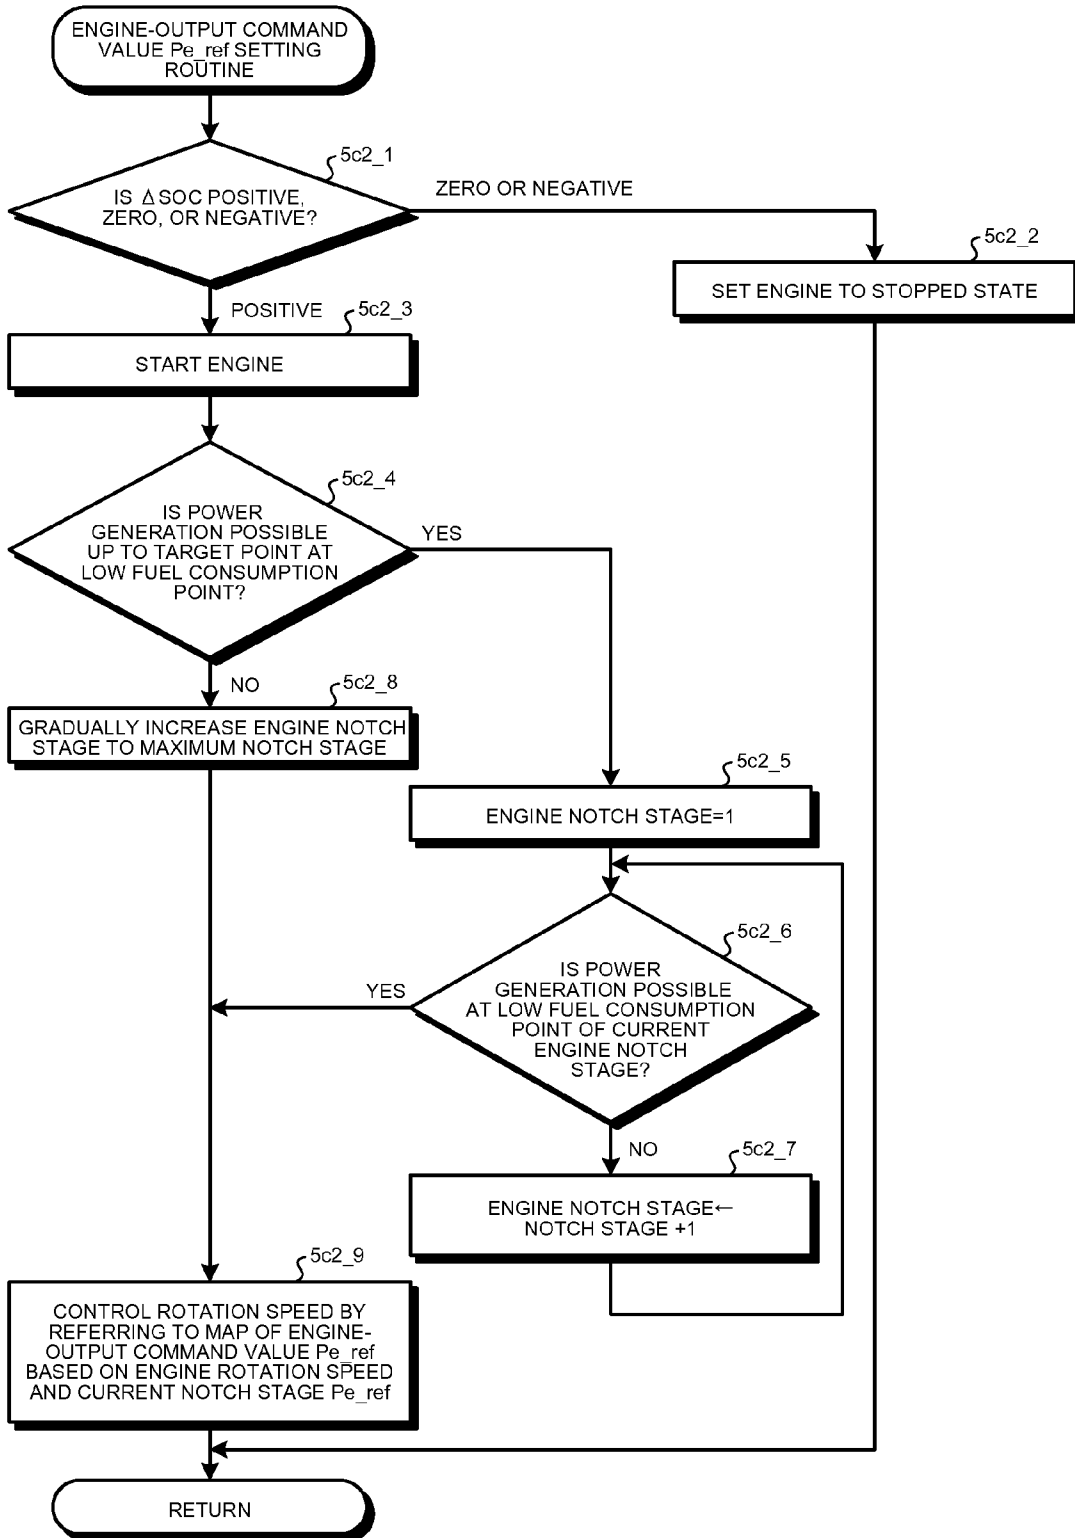 ENGINE-OUTPUT COMMAND
VALUE Pe_ref SETTING
ROUTINE
5c2_1
IS ΔSOC POSITIVE,
ZERO, OR NEGATIVE?
ZERO OR NEGATIVE
5c2_2
SET ENGINE TO STOPPED STATE
POSITIVE
5c2_3
START ENGINE
5c2_4
IS POWER
GENERATION POSSIBLE
UP TO TARGET POINT AT
LOW FUEL CONSUMPTION
POINT?
YES
NO
5c2_8
GRADUALLY INCREASE ENGINE NOTCH
STAGE TO MAXIMUM NOTCH STAGE
5c2_5
ENGINE NOTCH STAGE=1
5c2_6
IS POWER
GENERATION POSSIBLE
AT LOW FUEL CONSUMPTION
POINT OF CURRENT
ENGINE NOTCH
STAGE?
YES
NO
5c2_7
ENGINE NOTCH STAGE←
NOTCH STAGE +1
5c2_9
CONTROL ROTATION SPEED BY
REFERRING TO MAP OF ENGINE-
OUTPUT COMMAND VALUE Pe_ref
BASED ON ENGINE ROTATION SPEED
AND CURRENT NOTCH STAGE Pe_ref
RETURN